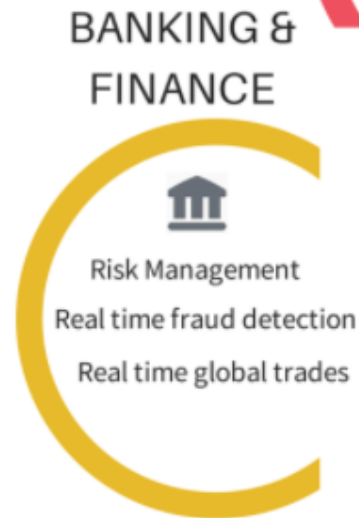 BANKING &
FINANCE
Risk Management
Real time fraud detection
Real time global trades